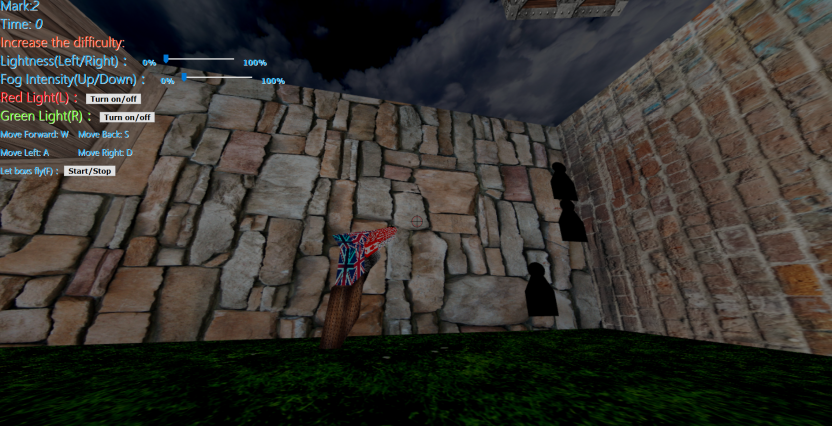 Mark:2
Time: 0
Increase the difficulty:
Lightness(Left/Right) : 0% 100%
Fog Intensity(Up/Down) : 0% 100%
Red Light(L) : Turn on/off
Green Light(R) : Turn on/off
Move Forward: W Move Back: S
Move Left: A Move Right: D
Let boxs fly(F) : Start/Stop